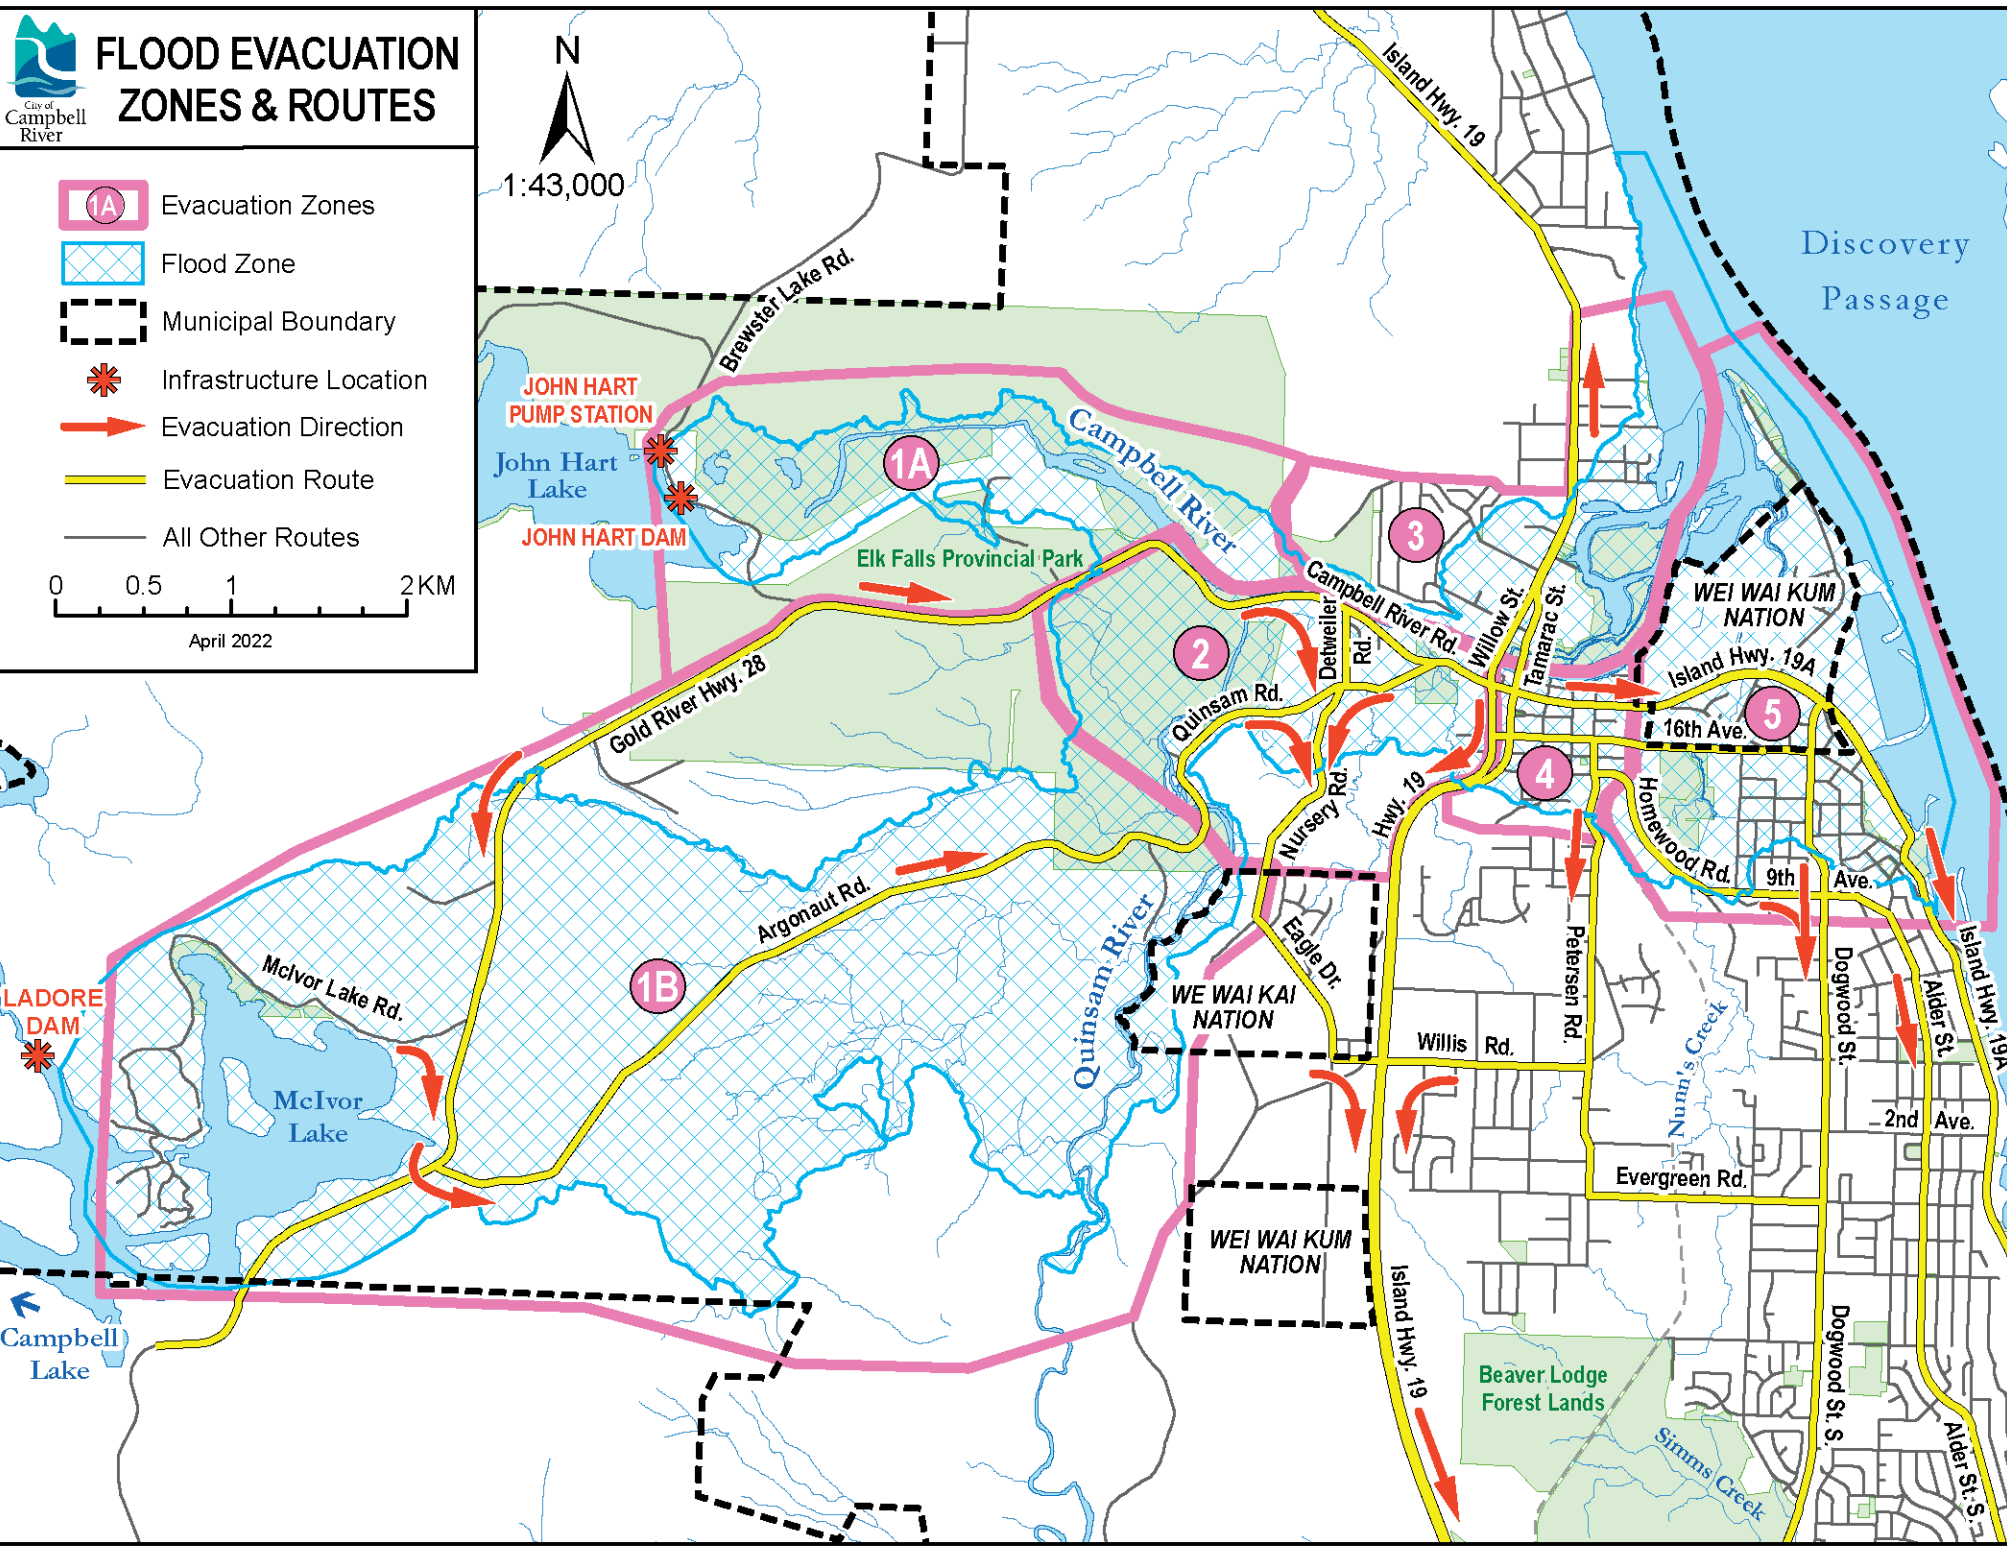 FLOOD EVACUATION
ZONES & ROUTES
City of
Campbell
River
1A
Evacuation Zones
Flood Zone
Municipal Boundary
Infrastructure Location
Evacuation Direction
Evacuation Route
All Other Routes
0 0.5 1 2 KM
April 2022
N
1:43,000
Island Hwy. 19
Discovery
Passage
Brewster Lake Rd.
JOHN HART
PUMP STATION
John Hart
Lake
JOHN HART DAM
1A
Campbell River
Elk Falls Provincial Park
3
Campbell River Rd.
Willow St.
Tamarac St.
WEI WAI KUM
NATION
Island Hwy. 19A
2
Detweiler
Rd.
Quinsam Rd.
Gold River Hwy. 28
16th Ave.
5
4
Nursery Rd.
Hwy. 19
Homewood Rd.
9th Ave.
Argonaut Rd.
Quinsam River
Eagle Dr.
WE WAI KAI
NATION
Petersen Rd.
Dogwood St.
Alder St.
Island Hwy. 19A
McIvor Lake Rd.
1B
LADORE
DAM
McIvor
Lake
Willis Rd.
Nunn's Creek
2nd Ave.
Evergreen Rd.
WEI WAI KUM
NATION
Campbell
Lake
Island Hwy. 19
Beaver Lodge
Forest Lands
Simms Creek
Dogwood St. S.
Alder St. S.